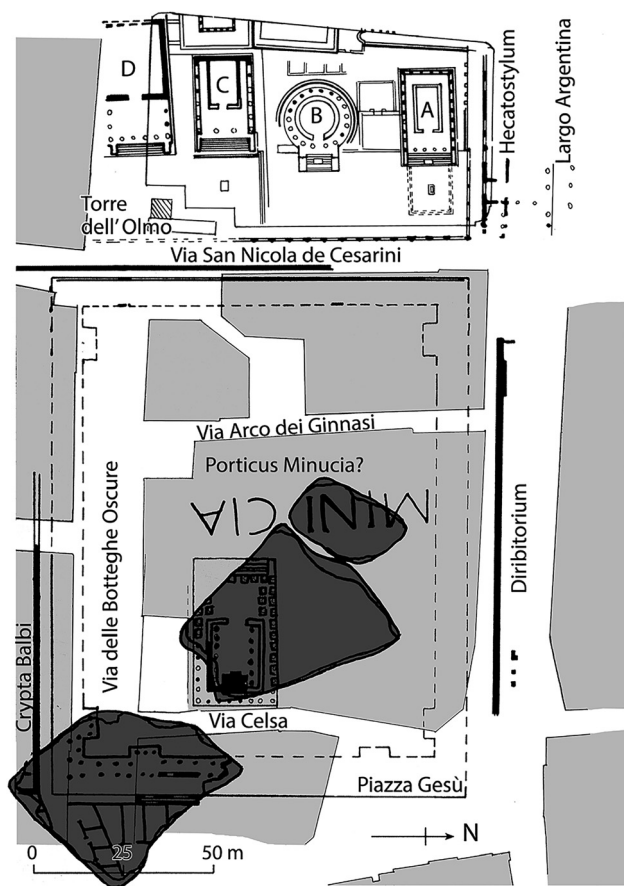 D
C
B
A
Hecatostylum
Largo Argentina
Torre
dell' Olmo
Via San Nicola de Cesarini
Via Arco dei Ginnasi
Porticus Minucia?
MINI CIA
Via delle Botteghe Oscure
Diribitorium
Crypta Balbi
Via Celsa
Piazza Gesù
N
0 25 50 m